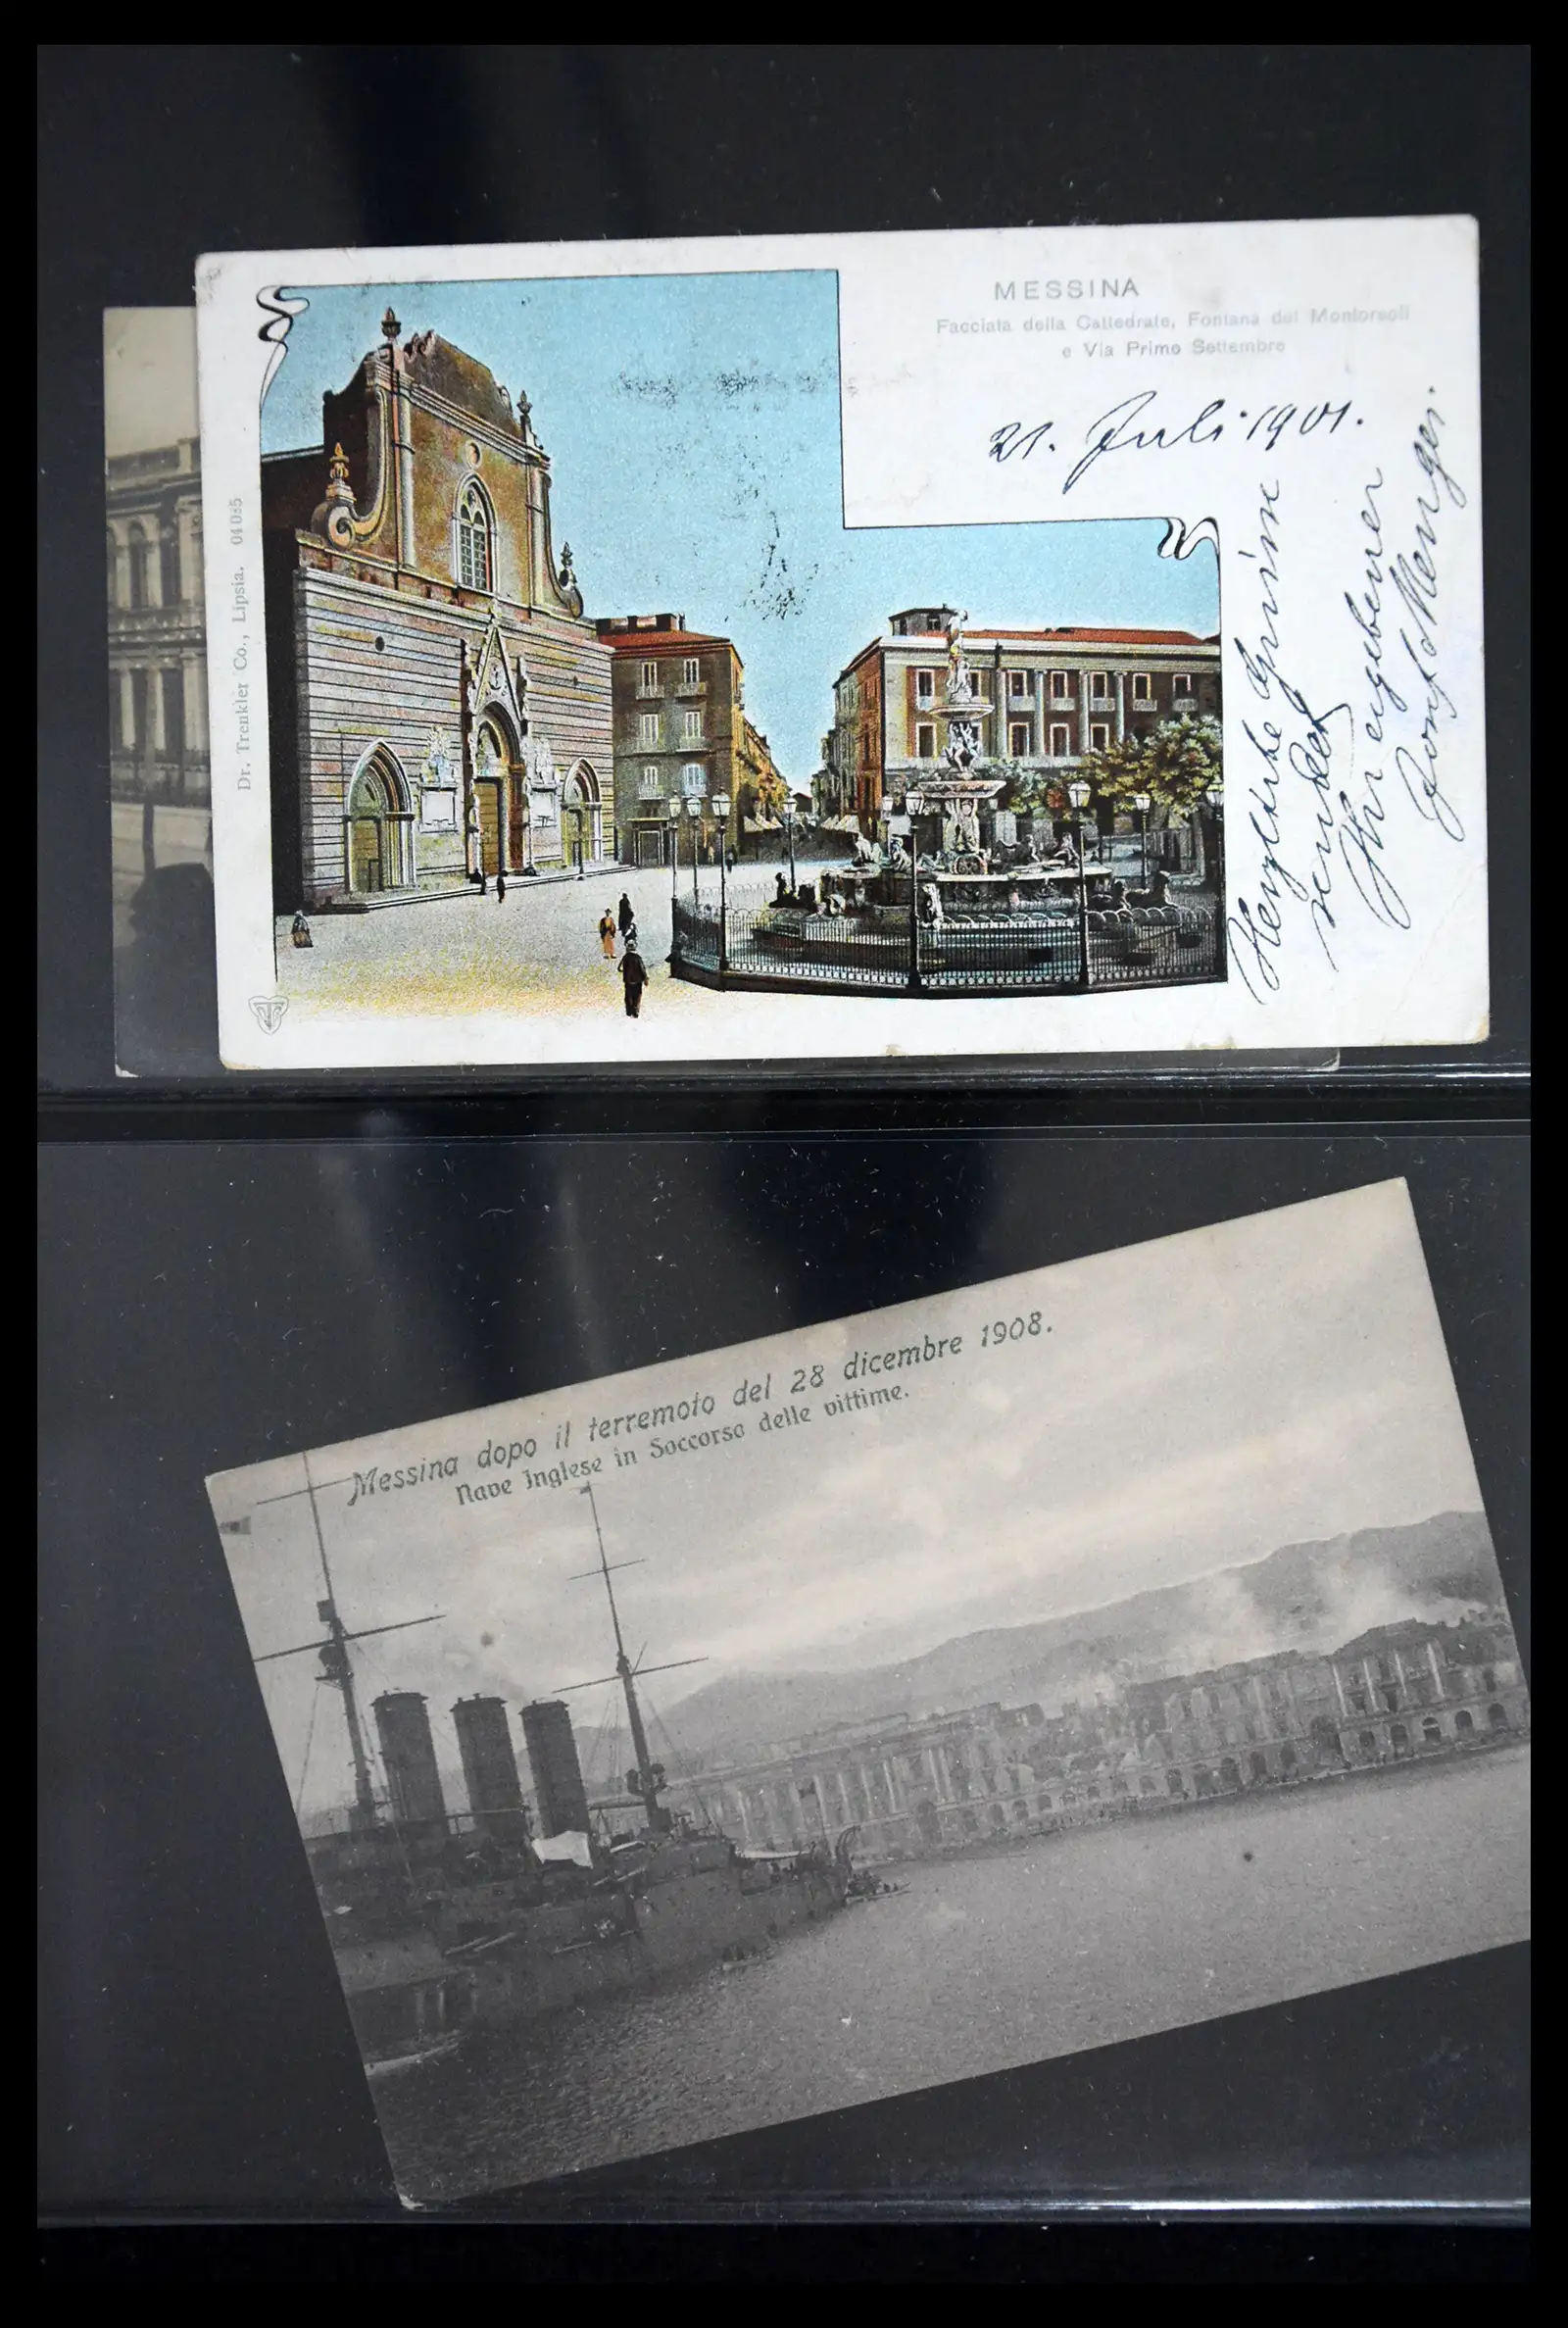 MESSINA
Facciata della Cattedrale, Fontana del Montorsoli
e Via Primo Settembre
21. Juli 1901.
Herzliche Grüsse
sendet
Ihr ergebener
Menger.
Dr. Trenkler Co., Lipsia. 04085
Messina dopo il terremoto del 28 dicembre 1908.
Nave Inglese in Soccorso delle vittime.